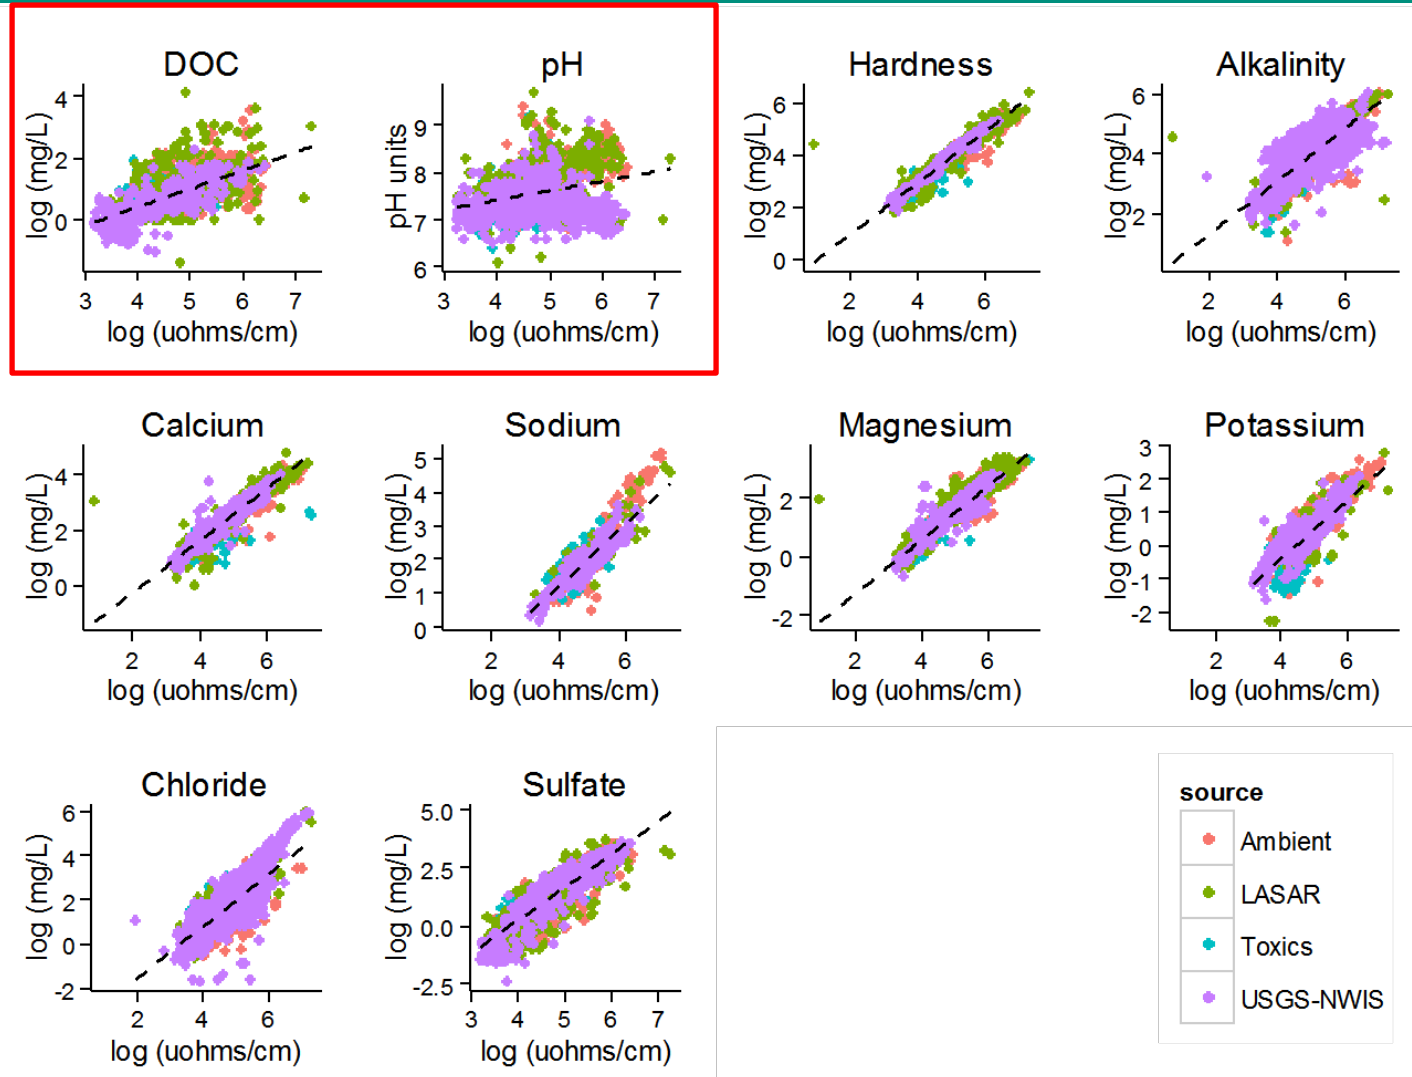 DOC
pH
Hardness
Alkalinity
log (mg/L)
4
2
0
3 4 5 6 7
log (uohms/cm)
pH units
9
8
7
6
3 4 5 6 7
log (uohms/cm)
log (mg/L)
6
4
2
0
2 4 6
log (uohms/cm)
log (mg/L)
6
4
2
2 4 6
log (uohms/cm)
Calcium
Sodium
Magnesium
Potassium
log (mg/L)
4
2
0
2 4 6
log (uohms/cm)
log (mg/L)
5
4
3
2
1
0
2 4 6
log (uohms/cm)
log (mg/L)
2
0
-2
2 4 6
log (uohms/cm)
log (mg/L)
3
2
1
0
-1
-2
2 4 6
log (uohms/cm)
Chloride
Sulfate
log (mg/L)
6
4
2
0
-2
2 4 6
log (uohms/cm)
log (mg/L)
5.0
2.5
0.0
-2.5
3 4 5 6 7
log (uohms/cm)
source
Ambient
LASAR
Toxics
USGS-NWIS